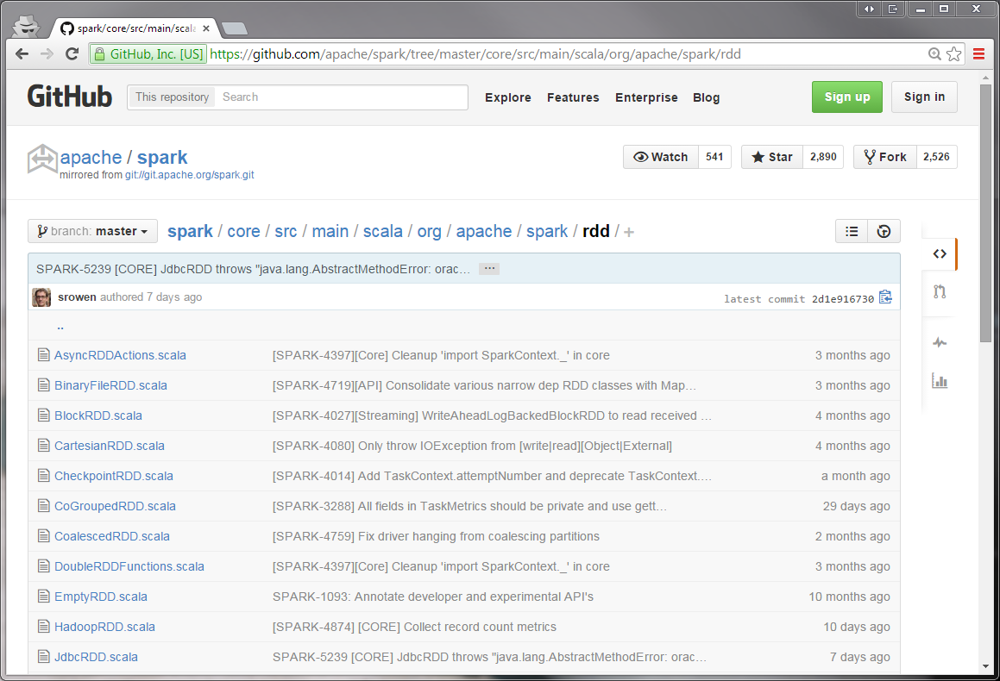 spark/core/src/main/scala
GitHub, Inc. [US] https://github.com/apache/spark/tree/master/core/src/main/scala/org/apache/spark/rdd
GitHub This repository Search Explore Features Enterprise Blog Sign up Sign in
apache / spark Watch 541 Star 2,890 Fork 2,526
mirrored from git://git.apache.org/spark.git
branch: master spark / core / src / main / scala / org / apache / spark / rdd / +
SPARK-5239 [CORE] JdbcRDD throws "java.lang.AbstractMethodError: orac… …
srowen authored 7 days ago latest commit 2d1e916730
..
AsyncRDDActions.scala [SPARK-4397][Core] Cleanup 'import SparkContext._' in core 3 months ago
BinaryFileRDD.scala [SPARK-4719][API] Consolidate various narrow dep RDD classes with Map… 3 months ago
BlockRDD.scala [SPARK-4027][Streaming] WriteAheadLogBackedBlockRDD to read received … 4 months ago
CartesianRDD.scala [SPARK-4080] Only throw IOException from [write|read][Object|External] 4 months ago
CheckpointRDD.scala [SPARK-4014] Add TaskContext.attemptNumber and deprecate TaskContext.… a month ago
CoGroupedRDD.scala [SPARK-3288] All fields in TaskMetrics should be private and use gett… 29 days ago
CoalescedRDD.scala [SPARK-4759] Fix driver hanging from coalescing partitions 2 months ago
DoubleRDDFunctions.scala [SPARK-4397][Core] Cleanup 'import SparkContext._' in core 3 months ago
EmptyRDD.scala SPARK-1093: Annotate developer and experimental API's 10 months ago
HadoopRDD.scala [SPARK-4874] [CORE] Collect record count metrics 10 days ago
JdbcRDD.scala SPARK-5239 [CORE] JdbcRDD throws "java.lang.AbstractMethodError: orac… 7 days ago